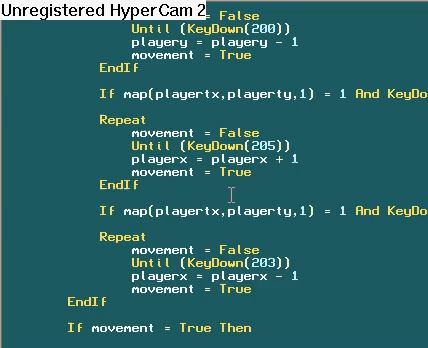 Unregistered HyperCam 2
= False
Until (KeyDown(200))
playery = playery - 1
movement = True
EndIf
If map(playertx,playerty,1) = 1 And KeyDo
Repeat
movement = False
Until (KeyDown(205))
playerx = playerx + 1
movement = True
EndIf
If map(playertx,playerty,1) = 1 And KeyDo
Repeat
movement = False
Until (KeyDown(203))
playerx = playerx - 1
movement = True
EndIf
If movement = True Then